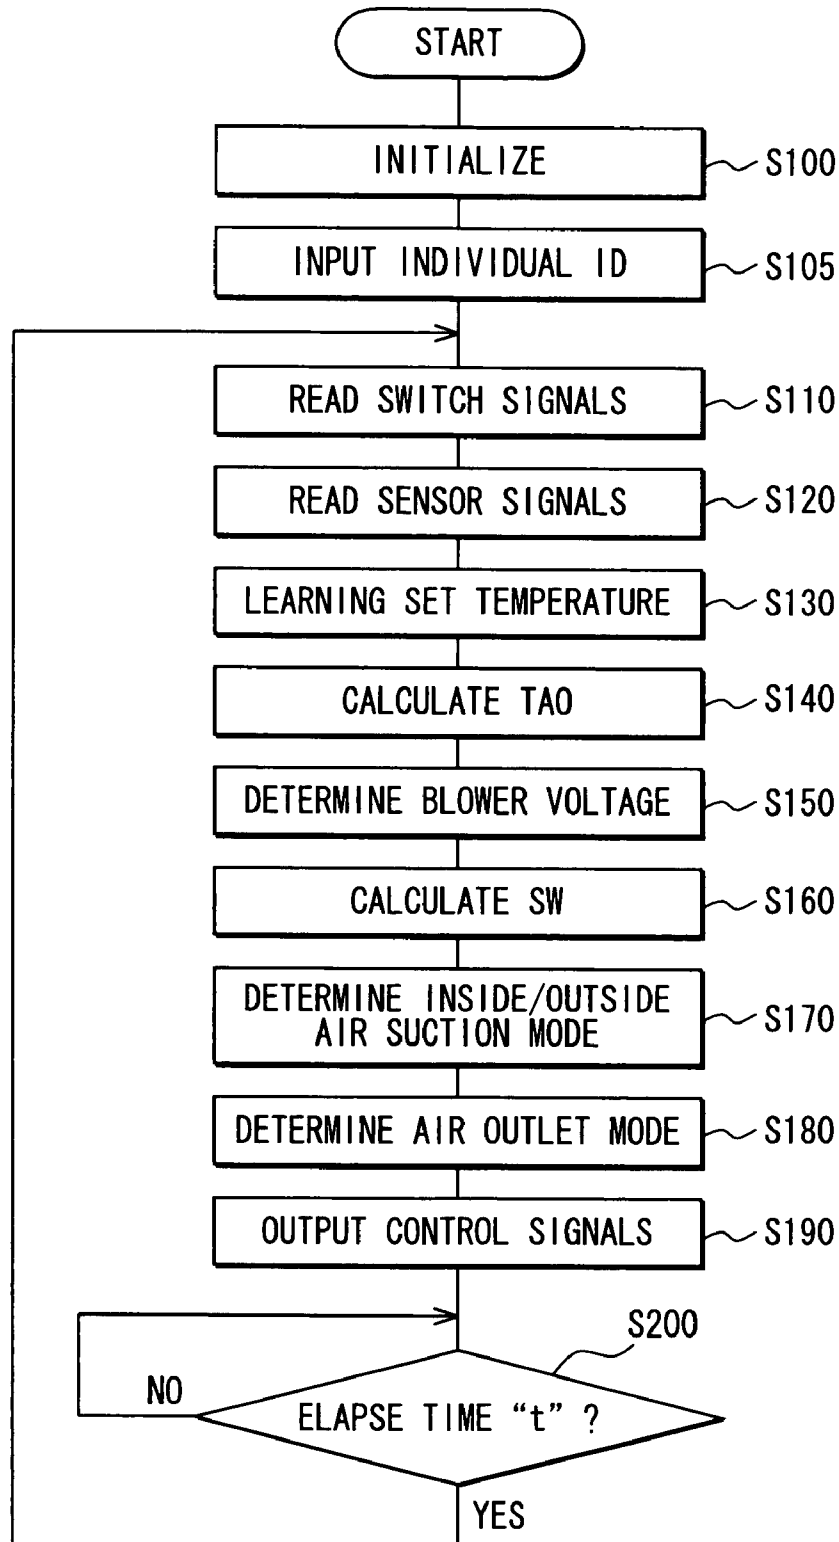 START
INITIALIZE
S100
INPUT INDIVIDUAL ID
S105
READ SWITCH SIGNALS
S110
READ SENSOR SIGNALS
S120
LEARNING SET TEMPERATURE
S130
CALCULATE TAO
S140
DETERMINE BLOWER VOLTAGE
S150
CALCULATE SW
S160
DETERMINE INSIDE/OUTSIDE
AIR SUCTION MODE
S170
DETERMINE AIR OUTLET MODE
S180
OUTPUT CONTROL SIGNALS
S190
S200
NO
ELAPSE TIME “t” ?
YES